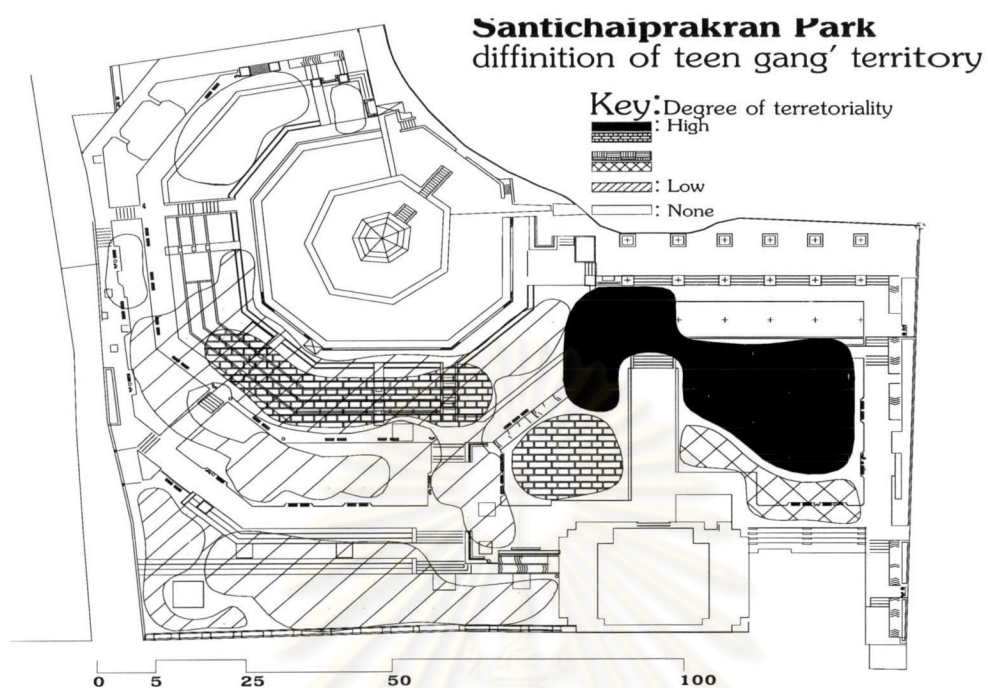 Santichaiprakran Park
diffinition of teen gang' territory
Key:Degree of terretoriality
: High
: Low
: None
0 5 25 50 100